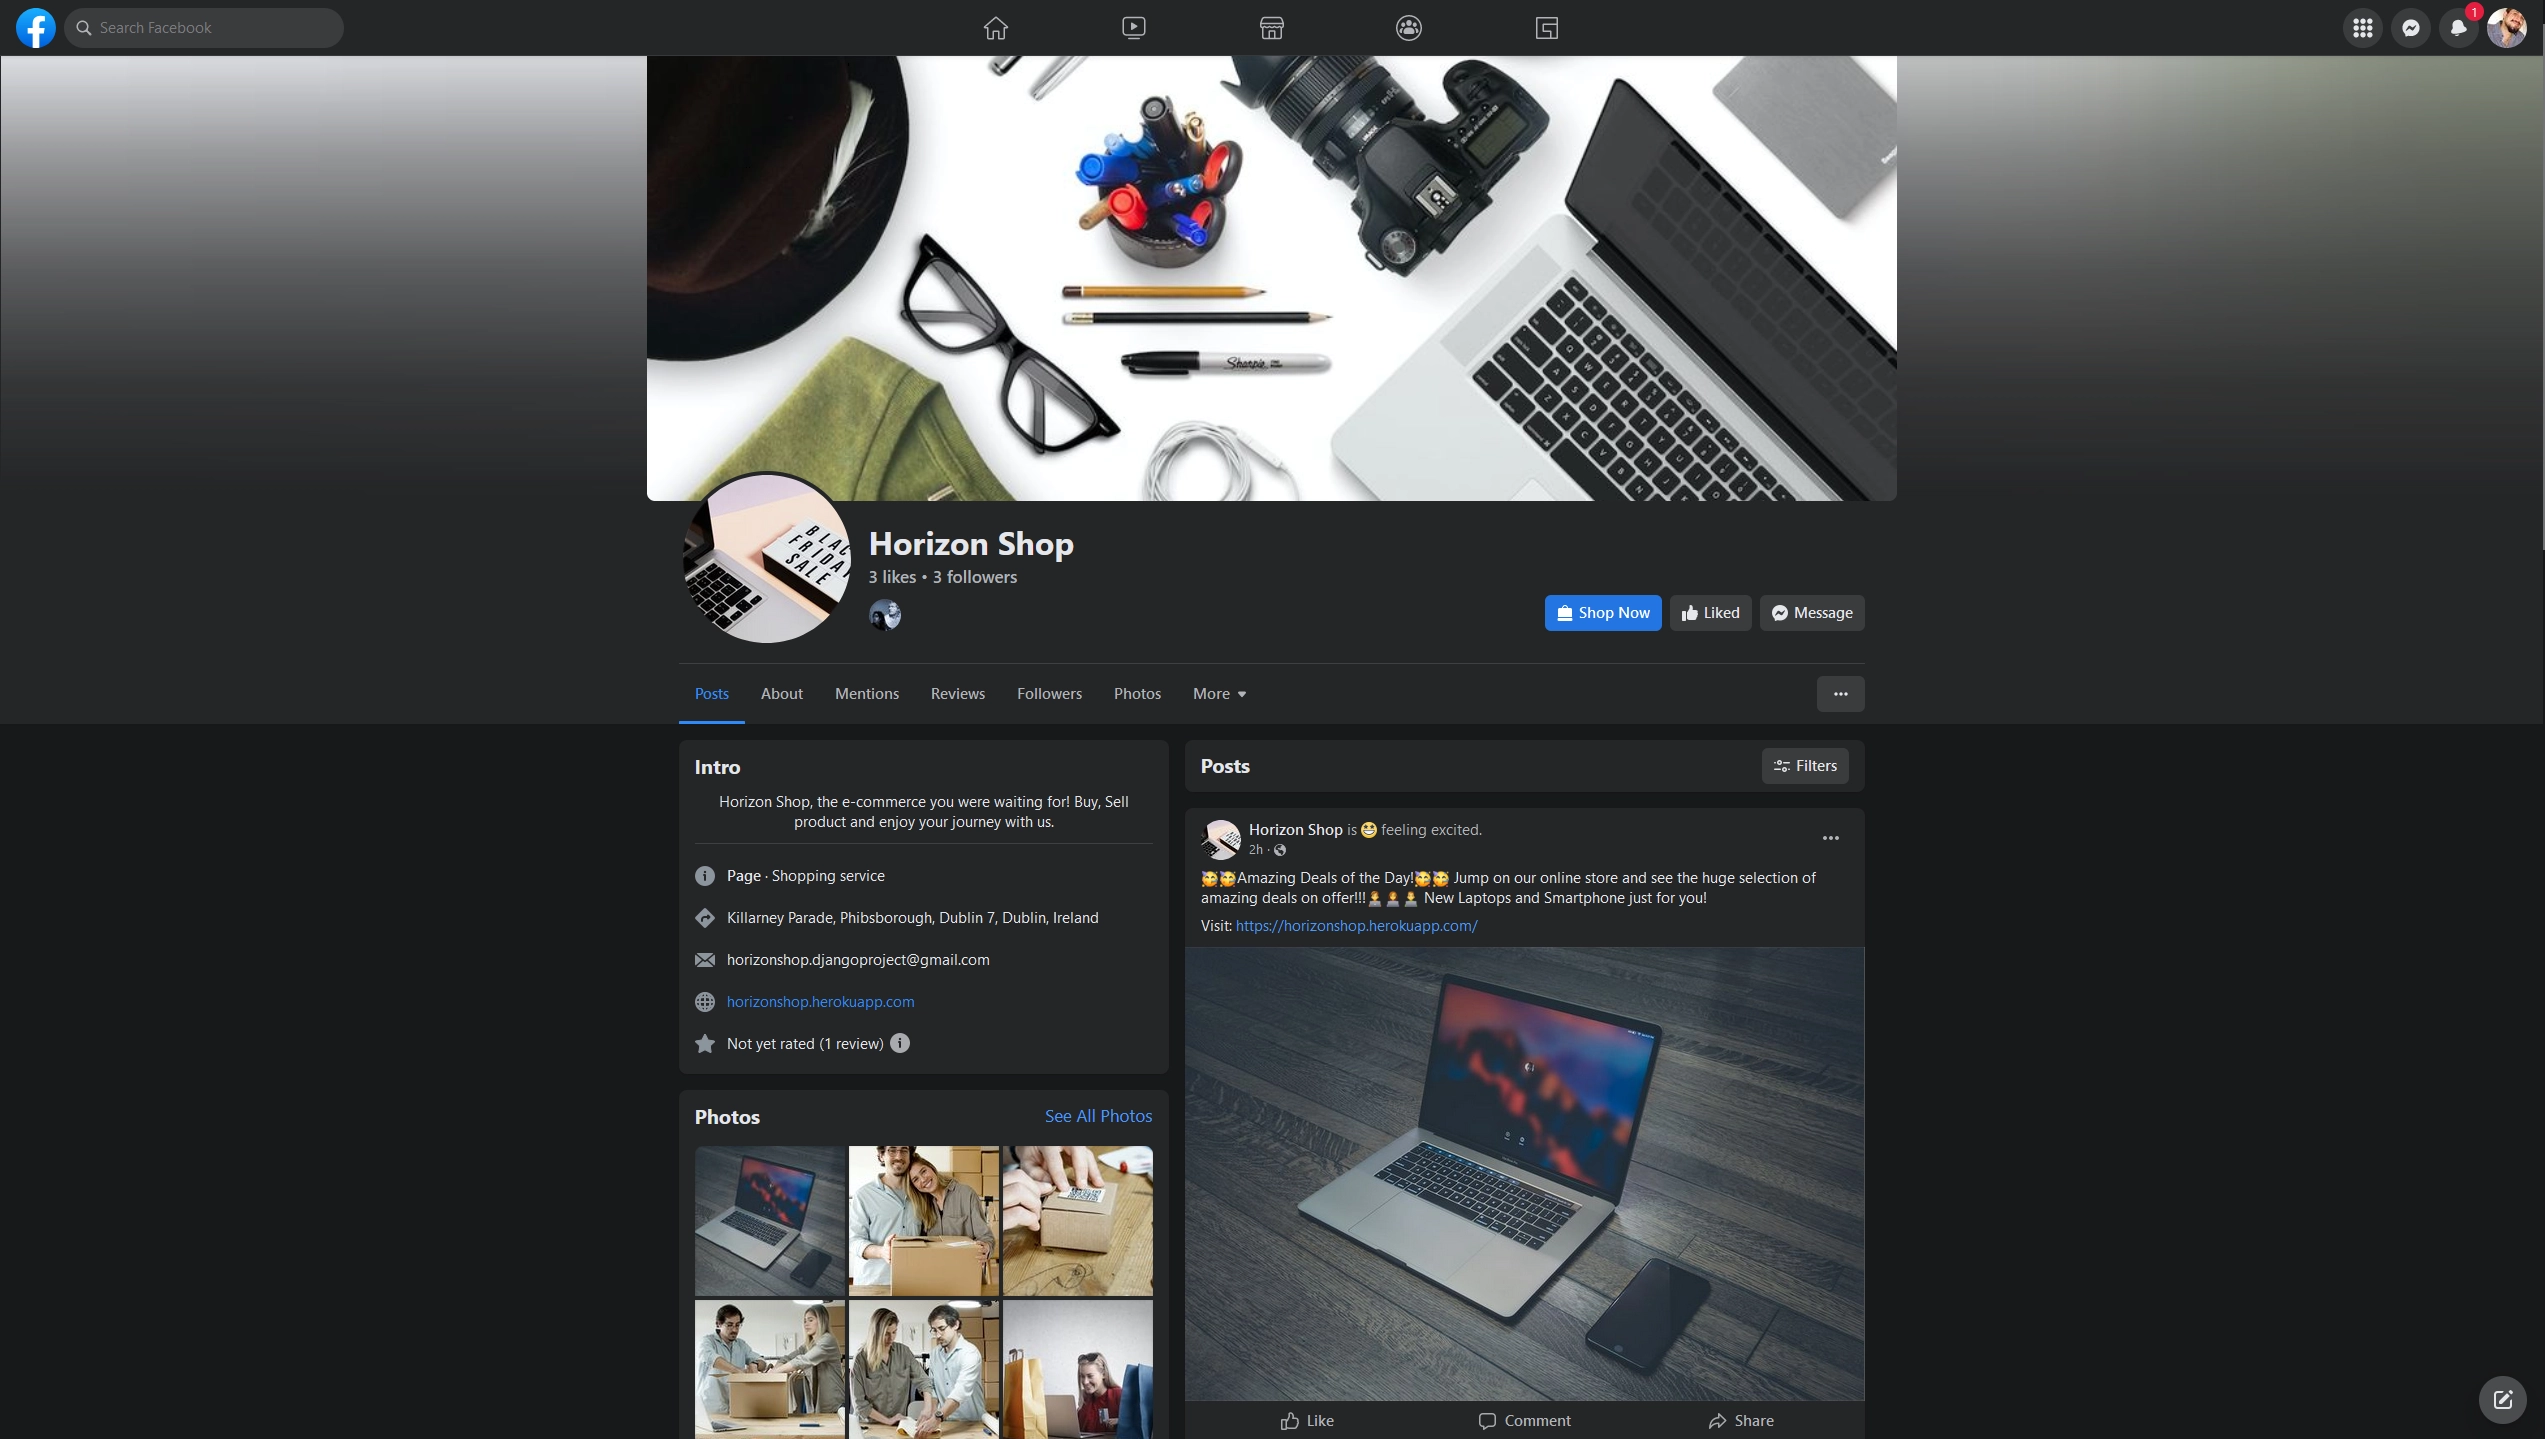 Search Facebook
1
Sharpie
BLAC
FRIDAY
SALE
Horizon Shop
3 likes • 3 followers
Shop Now
Liked
Message
Posts
About
Mentions
Reviews
Followers
Photos
More
Intro
Horizon Shop, the e-commerce you were waiting for! Buy, Sell
product and enjoy your journey with us.
Page · Shopping service
Killarney Parade, Phibsborough, Dublin 7, Dublin, Ireland
horizonshop.djangoproject@gmail.com
horizonshop.herokuapp.com
Not yet rated (1 review)
Photos
See All Photos
Posts
Filters
Horizon Shop is 😀 feeling excited.
2h ·
🥳🥳Amazing Deals of the Day!🥳🥳 Jump on our online store and see the huge selection of
amazing deals on offer!!!👩‍💻👩‍💻👨‍💻 New Laptops and Smartphone just for you!
Visit: https://horizonshop.herokuapp.com/
Like
Comment
Share